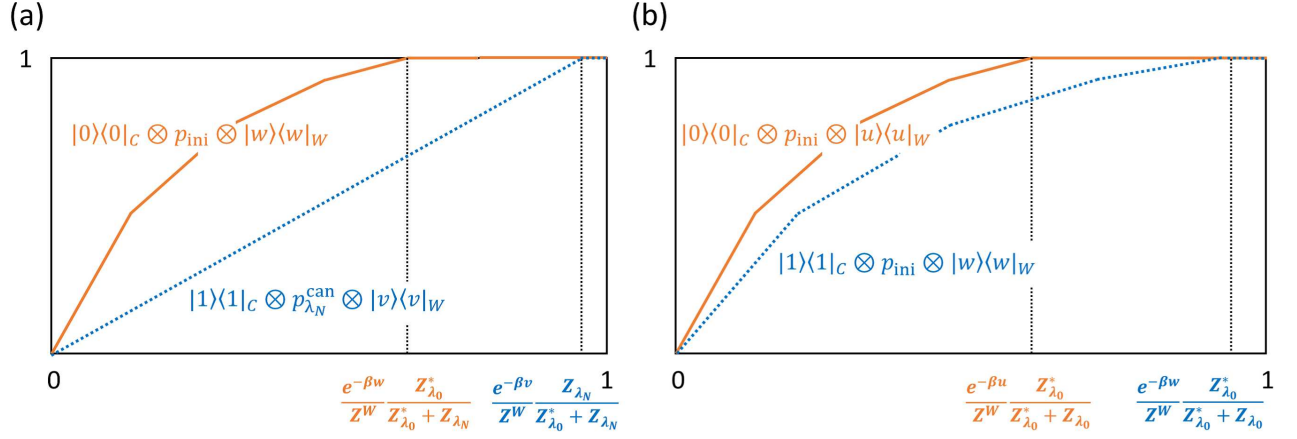 (a)
1
|0⟩⟨0|_C ⊗ p_ini ⊗ |w⟩⟨w|_W
|1⟩⟨1|_C ⊗ p^can_{λ_N} ⊗ |v⟩⟨v|_W
0
1
e^{-βw}/Z^W Z^*_{λ_0}/(Z^*_{λ_0} + Z_{λ_N})
e^{-βv}/Z^W Z_{λ_N}/(Z^*_{λ_0} + Z_{λ_N})
(b)
1
|0⟩⟨0|_C ⊗ p_ini ⊗ |u⟩⟨u|_W
|1⟩⟨1|_C ⊗ p_ini ⊗ |w⟩⟨w|_W
0
1
e^{-βu}/Z^W Z^*_{λ_0}/(Z^*_{λ_0} + Z_{λ_0})
e^{-βw}/Z^W Z^*_{λ_0}/(Z^*_{λ_0} + Z_{λ_0})